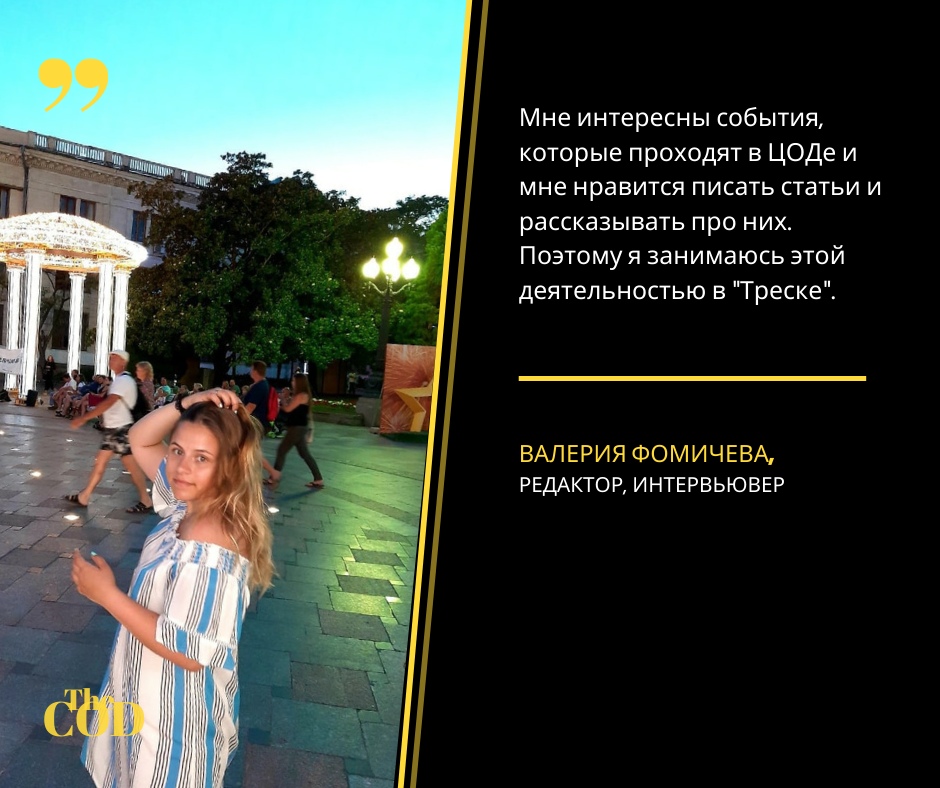 ”
Мне интересны события,
которые проходят в ЦОДе и
мне нравится писать статьи и
рассказывать про них.
Поэтому я занимаюсь этой
деятельностью в "Треске".
ВАЛЕРИЯ ФОМИЧЕВА,
РЕДАКТОР, ИНТЕРВЬЮВЕР
The
COD